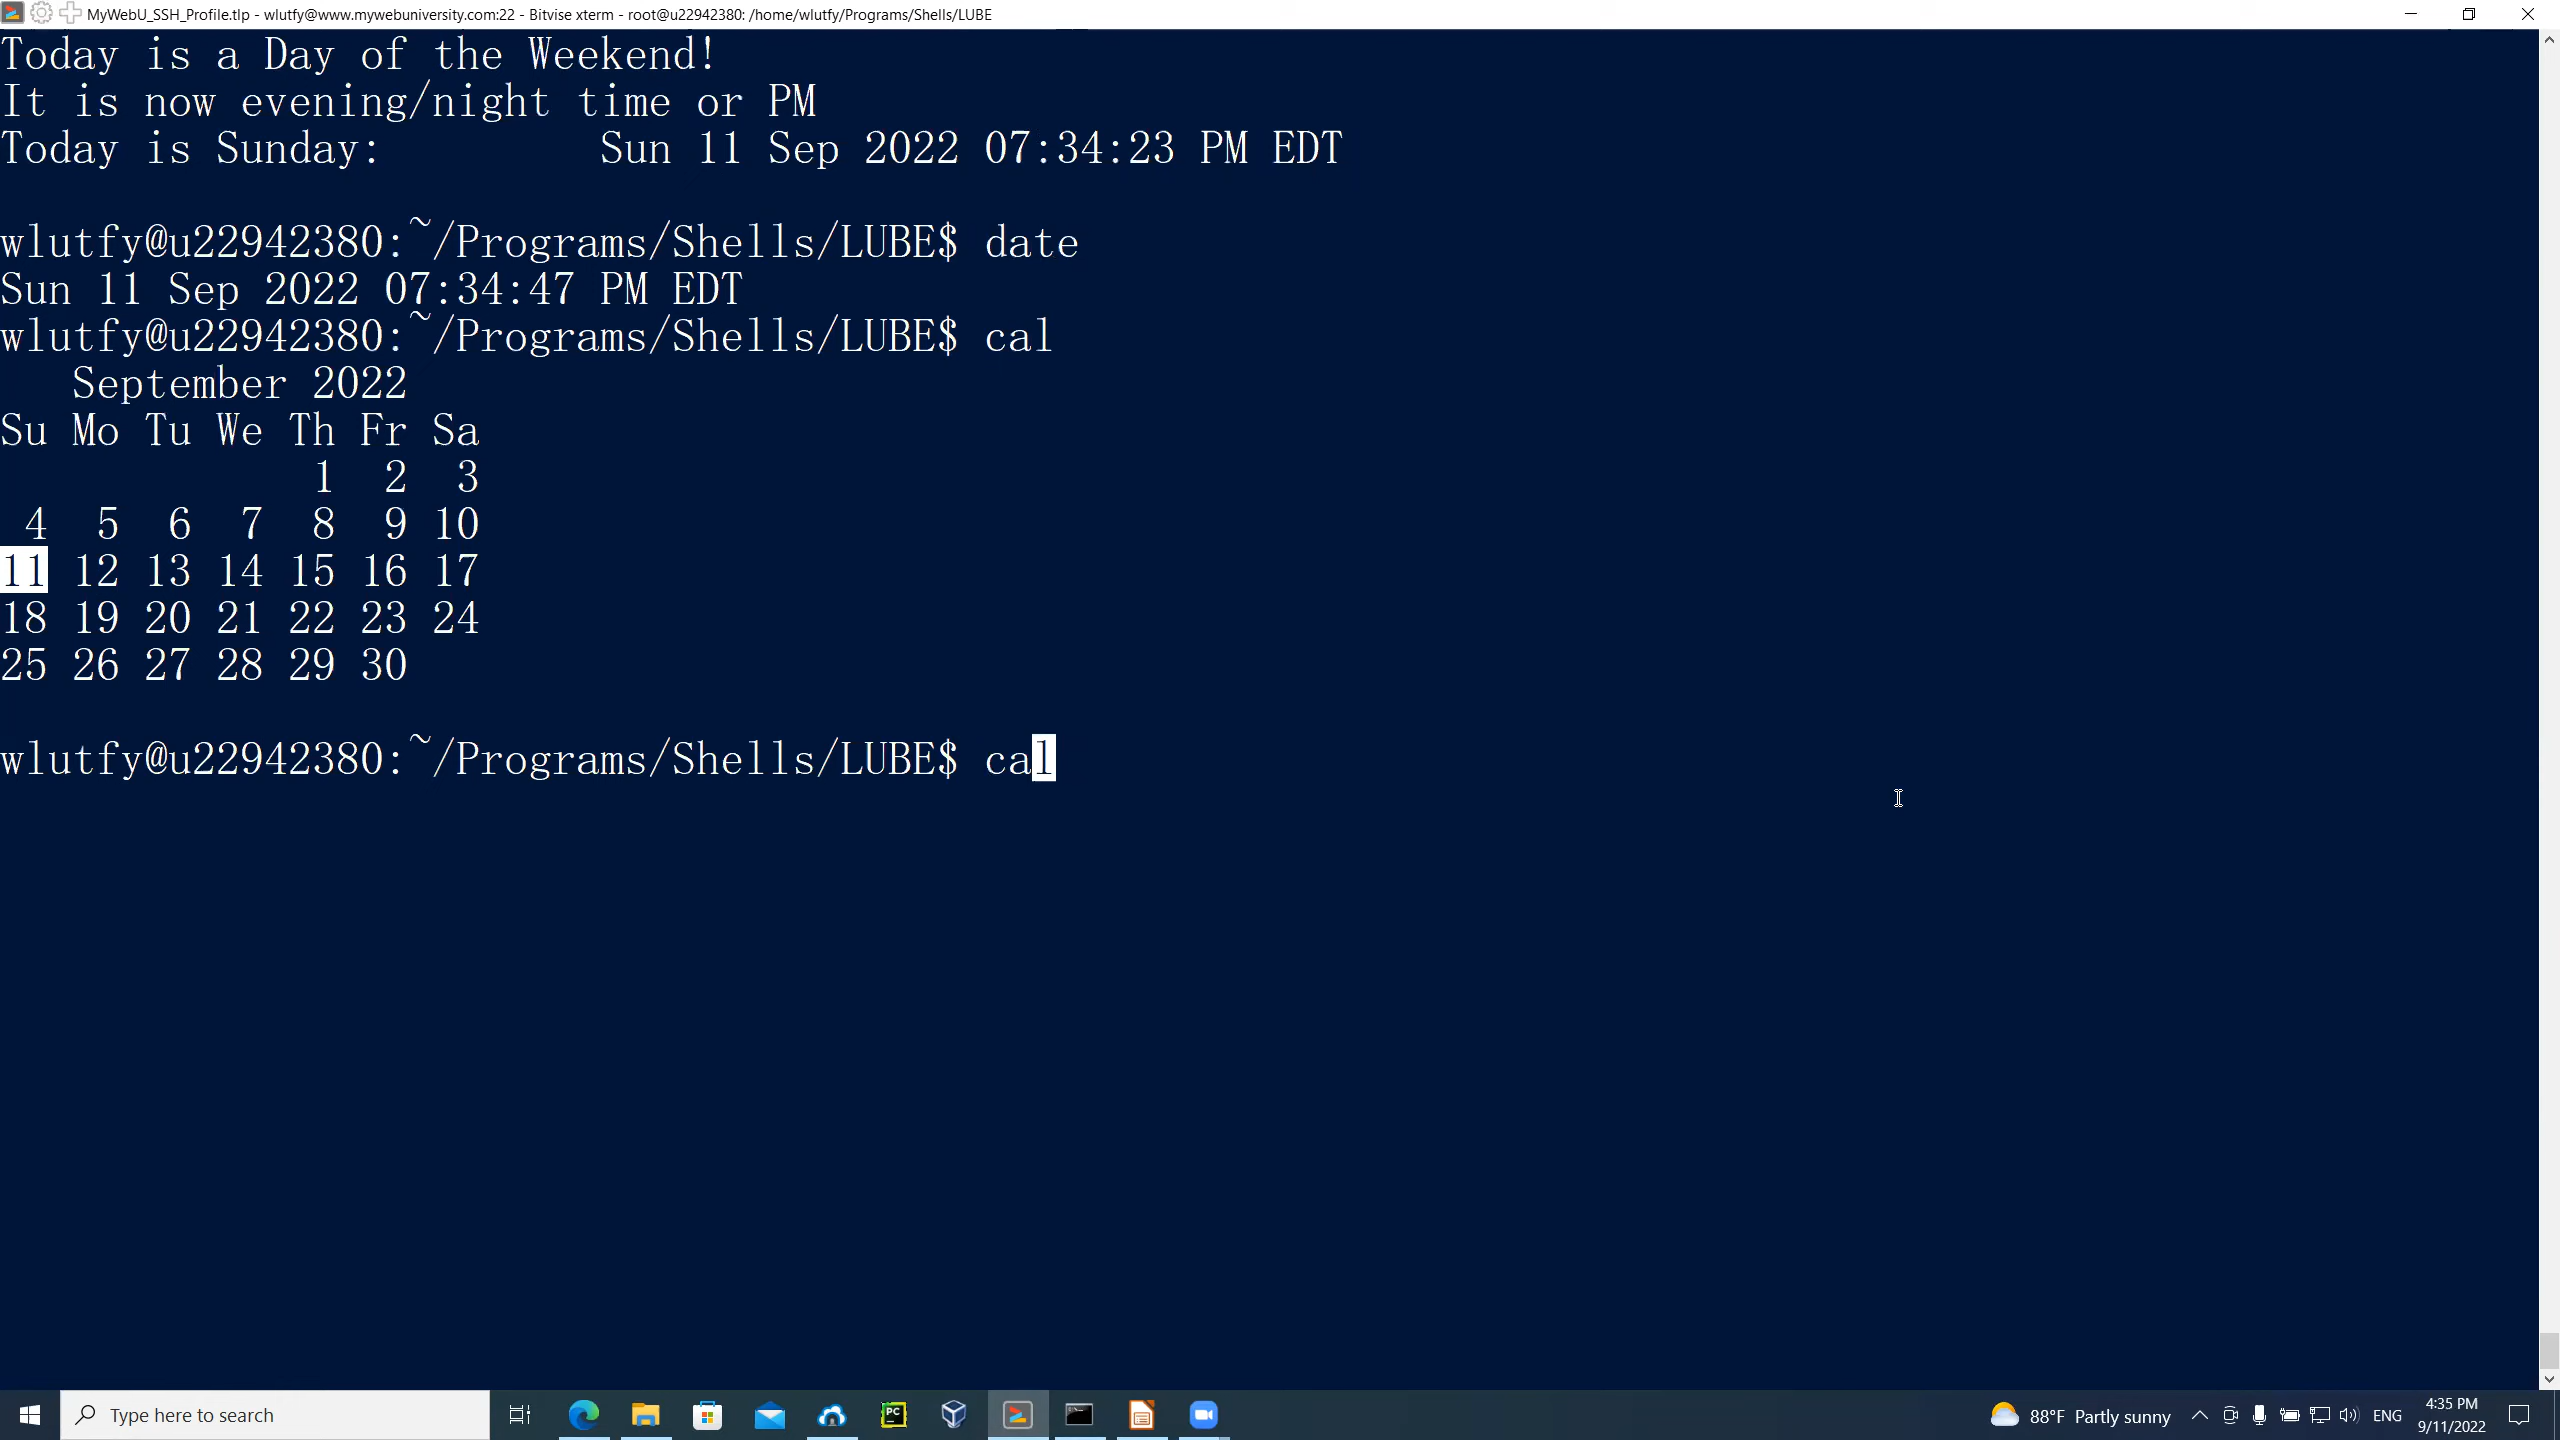 MyWebU_SSH_Profile.tlp - wlutfy@www.mywebuniversity.com:22 - Bitvise xterm - root@u22942380: /home/wlutfy/Programs/Shells/LUBE
Today is a Day of the Weekend!
It is now evening/night time or PM
Today is Sunday:         Sun 11 Sep 2022 07:34:23 PM EDT
wlutfy@u22942380:~/Programs/Shells/LUBE$ date
Sun 11 Sep 2022 07:34:47 PM EDT
wlutfy@u22942380:~/Programs/Shells/LUBE$ cal
   September 2022
Su Mo Tu We Th Fr Sa
             1  2  3
 4  5  6  7  8  9 10
11 12 13 14 15 16 17
18 19 20 21 22 23 24
25 26 27 28 29 30
wlutfy@u22942380:~/Programs/Shells/LUBE$ cal
Type here to search
PC
88°F Partly sunny
ENG
4:35 PM
9/11/2022